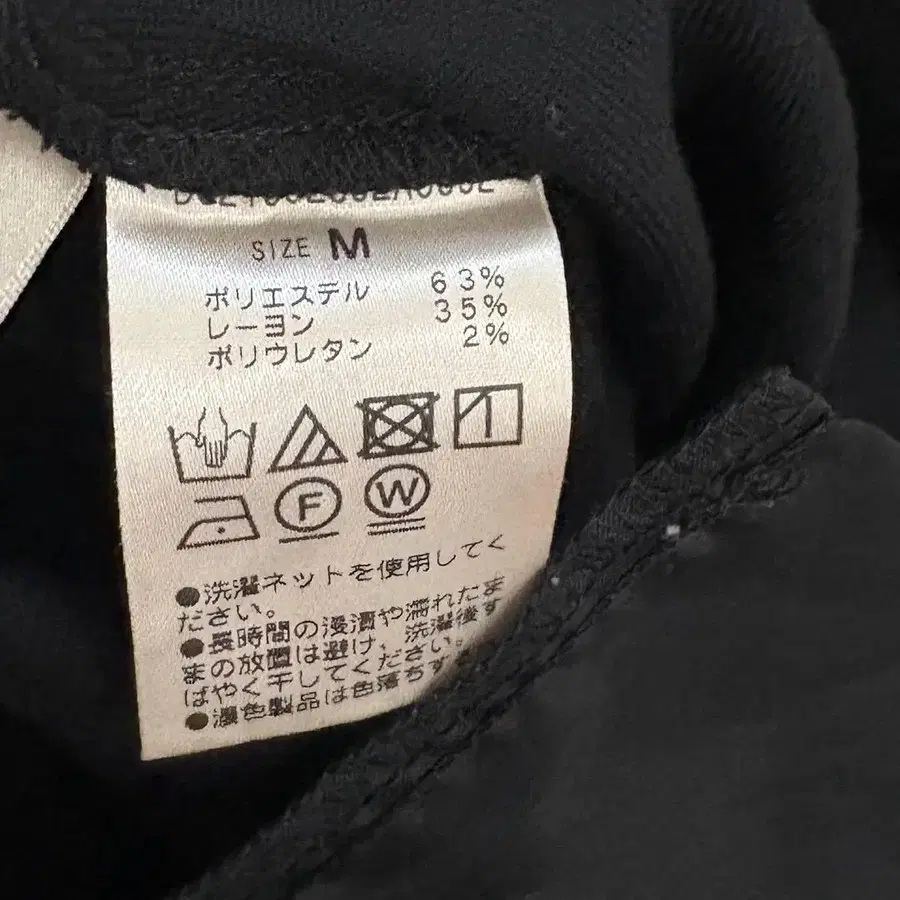 SIZE M
ポリエステル 63%
レーヨン 35%
ポリウレタン 2%
F W
●洗濯ネットを使用してく
ださい。
●長時間の浸漬や濡れたま
まの放置は避け、洗濯後す
ばやく干してください。
●濃色製品は色落ちす